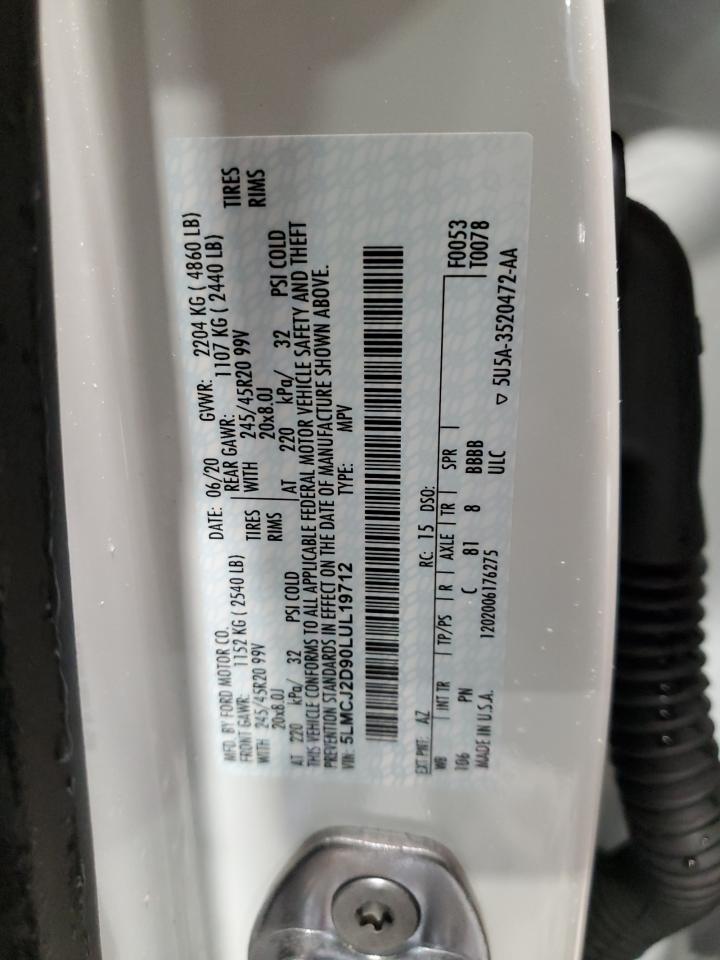 MFD. BY FORD MOTOR CO.
DATE: 06/20 GVWR: 2204 KG ( 4860 LB)
FRONT GAWR: 1152 KG ( 2540 LB) REAR GAWR: 1107 KG ( 2440 LB)
WITH 245/45R20 99V TIRES WITH 245/45R20 99V TIRES
20x8.0J RIMS 20x8.0J RIMS
AT 220 kPa/ 32 PSI COLD AT 220 kPa/ 32 PSI COLD
THIS VEHICLE CONFORMS TO ALL APPLICABLE FEDERAL MOTOR VEHICLE SAFETY AND THEFT
PREVENTION STANDARDS IN EFFECT ON THE DATE OF MANUFACTURE SHOWN ABOVE.
VIN: 5LMCJ2D90LUL19712 TYPE: MPV
EXT PNT: AZ RC: 15 DSO: F0053
WB INT TR TP/PS R AXLE TR SPR T0078
106 PN C 81 8 BBBB
MADE IN U.S.A. 1202006176275 ULC ▽ 5U5A-3520472-AA